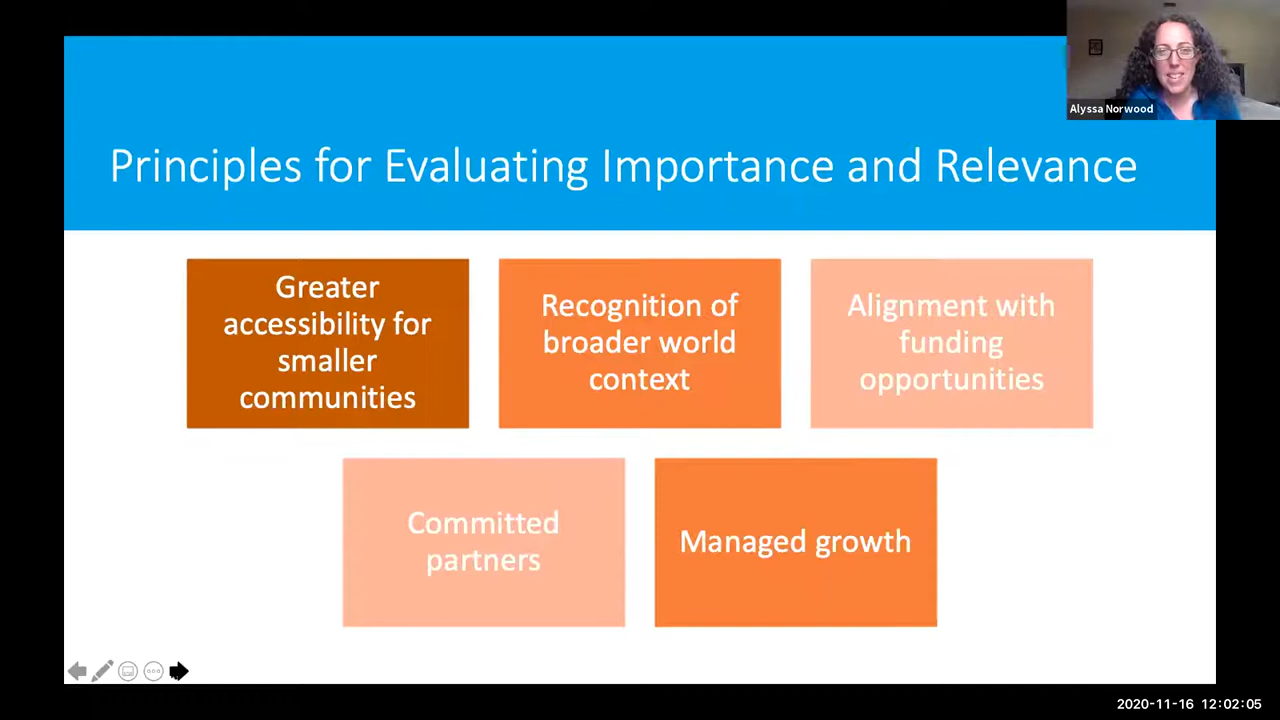 Alyssa Norwood
Principles for Evaluating Importance and Relevance
Greater
accessibility for
smaller
communities
Recognition of
broader world
context
Alignment with
funding
opportunities
Committed
partners
Managed growth
2020-11-16 12:02:05